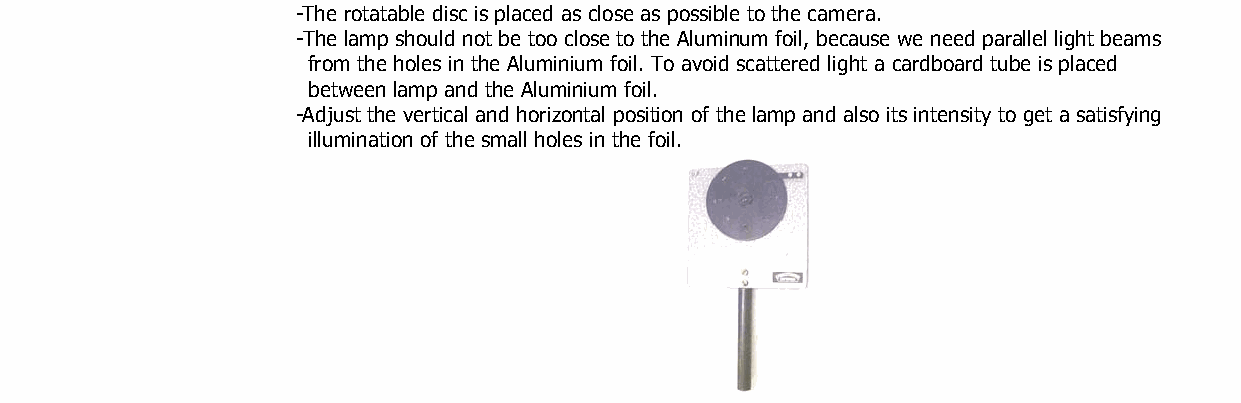 -The rotatable disc is placed as close as possible to the camera.
-The lamp should not be too close to the Aluminum foil, because we need parallel light beams
from the holes in the Aluminium foil. To avoid scattered light a cardboard tube is placed
between lamp and the Aluminium foil.
-Adjust the vertical and horizontal position of the lamp and also its intensity to get a satisfying
illumination of the small holes in the foil.